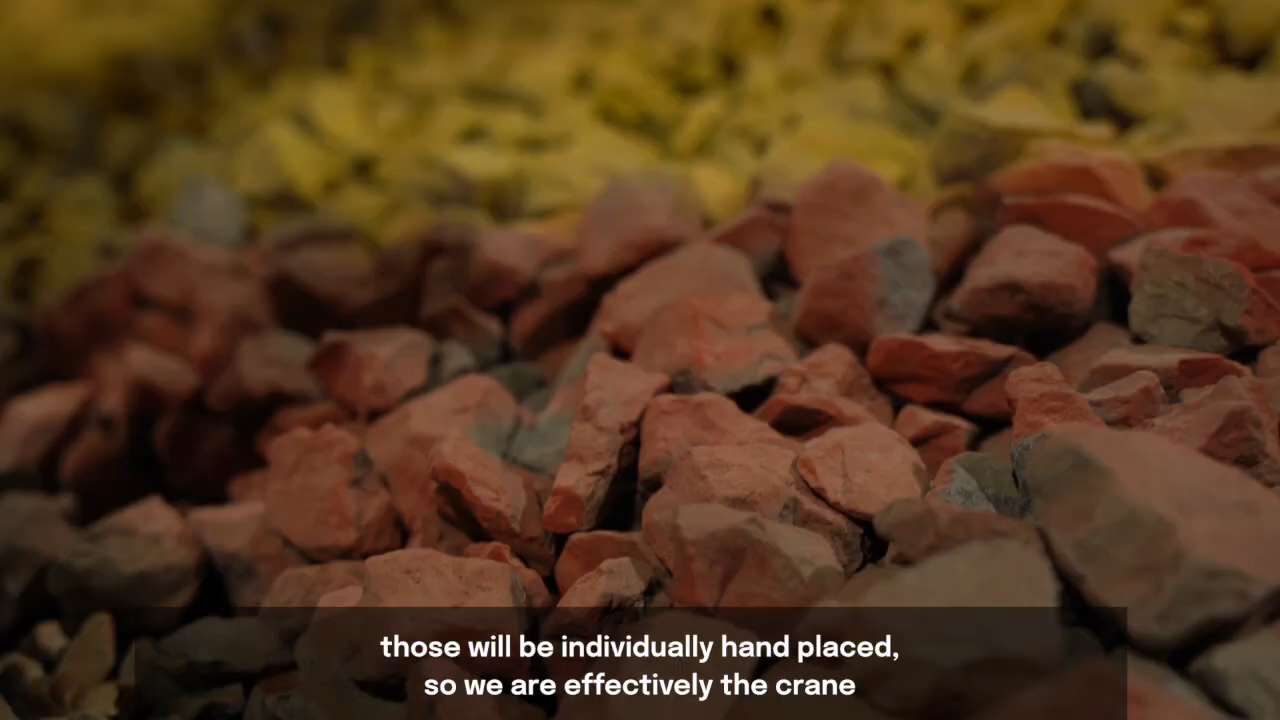 those will be individually hand placed,
so we are effectively the crane